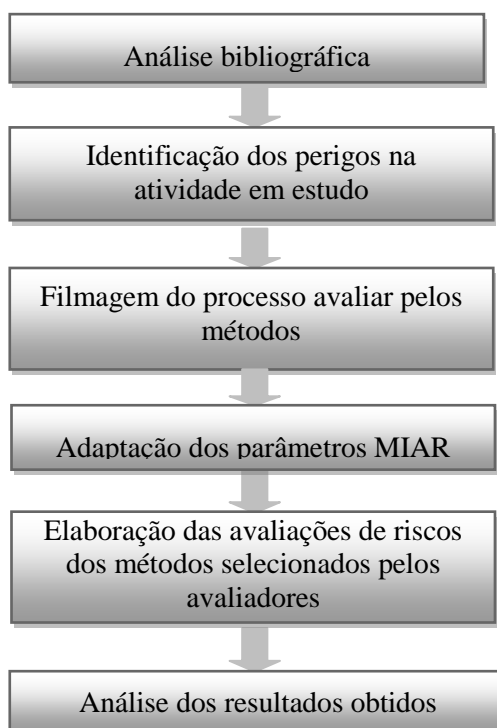 Análise bibliográfica
Identificação dos perigos na
atividade em estudo
Filmagem do processo avaliar pelos
métodos
Adaptação dos parâmetros MIAR
Elaboração das avaliações de riscos
dos métodos selecionados pelos
avaliadores
Análise dos resultados obtidos